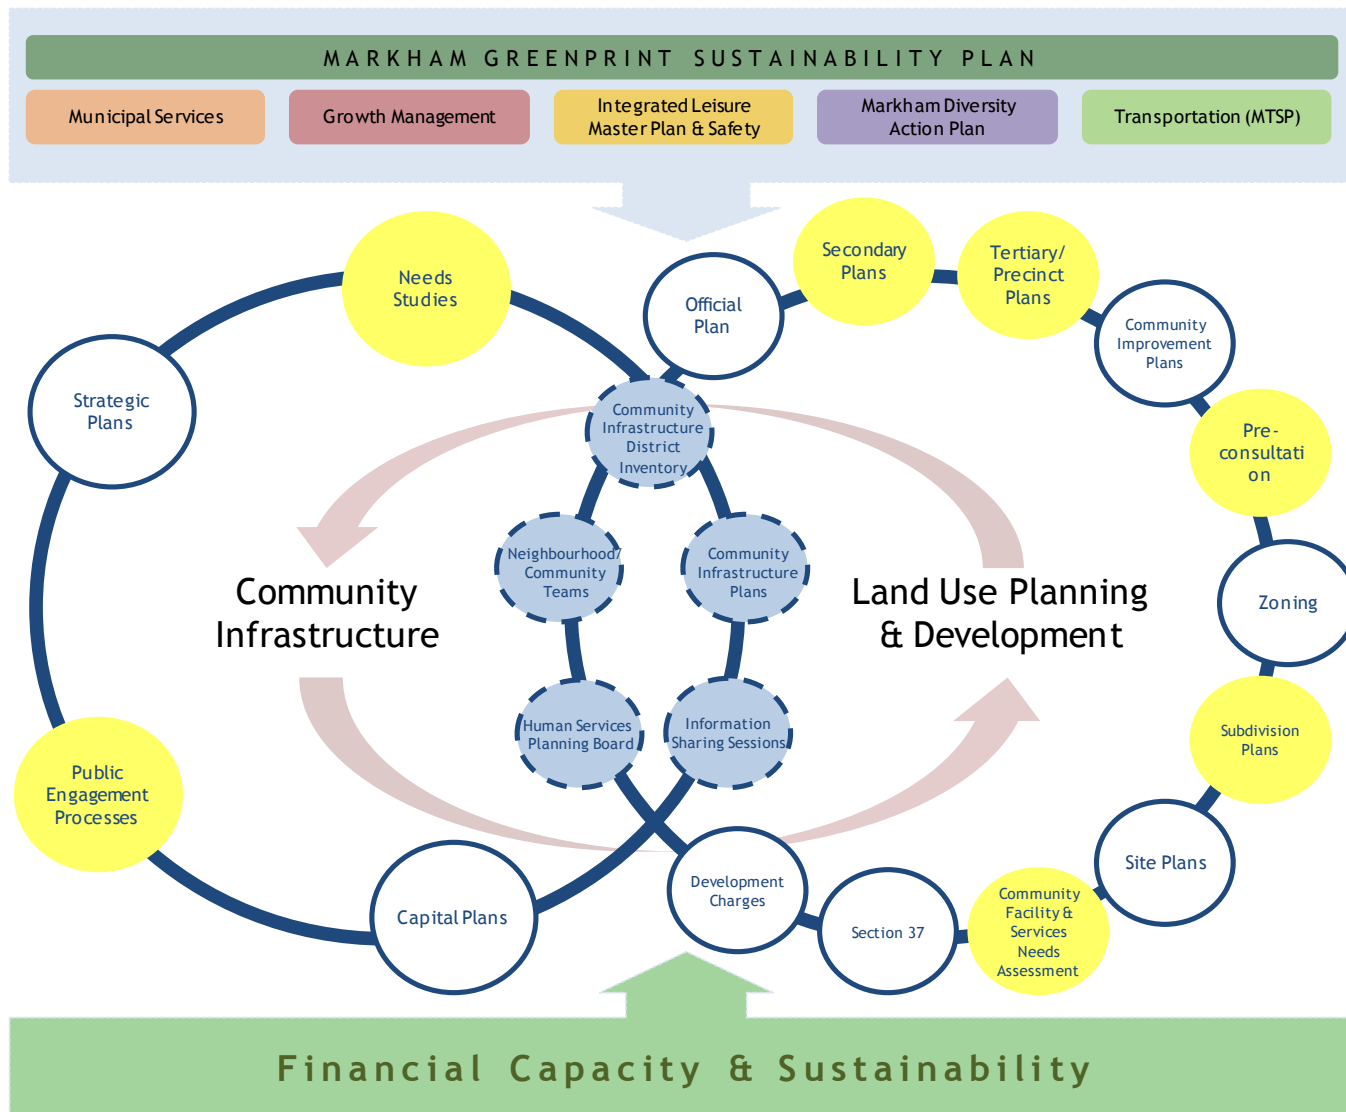 MARKHAM GREENPRINT SUSTAINABILITY PLAN
Municipal Services
Growth Management
Integrated Leisure
Master Plan & Safety
Markham Diversity
Action Plan
Transportation (MTSP)
Needs
Studies
Official
Plan
Secondary
Plans
Tertiary/
Precinct
Plans
Community
Improvement
Plans
Strategic
Plans
Community
Infrastructure
District
Inventory
Pre-
consultati
on
Neighbourhood/
Community
Teams
Community
Infrastructure
Plans
Community
Infrastructure
Land Use Planning
& Development
Zoning
Human Services
Planning Board
Information
Sharing Sessions
Subdivision
Plans
Public
Engagement
Processes
Capital Plans
Development
Charges
Section 37
Community
Facility &
Services
Needs
Assessment
Site Plans
Financial Capacity & Sustainability